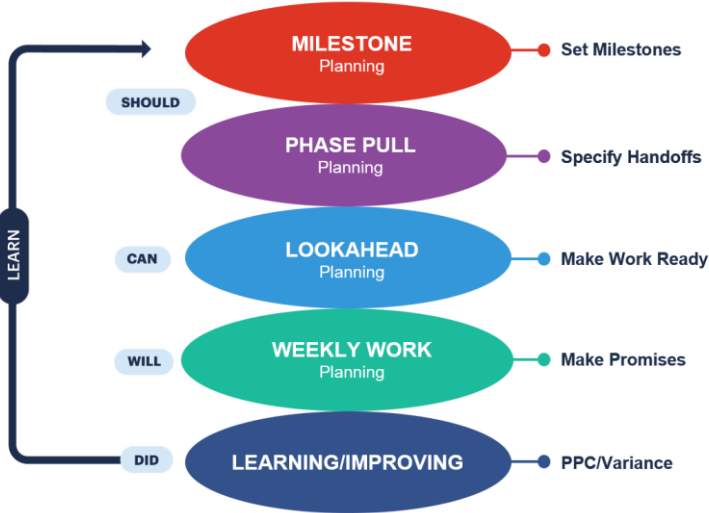 MILESTONE
Planning
Set Milestones
SHOULD
PHASE PULL
Planning
Specify Handoffs
LEARN
CAN
LOOKAHEAD
Planning
Make Work Ready
WILL
WEEKLY WORK
Planning
Make Promises
DID
LEARNING/IMPROVING
PPC/Variance